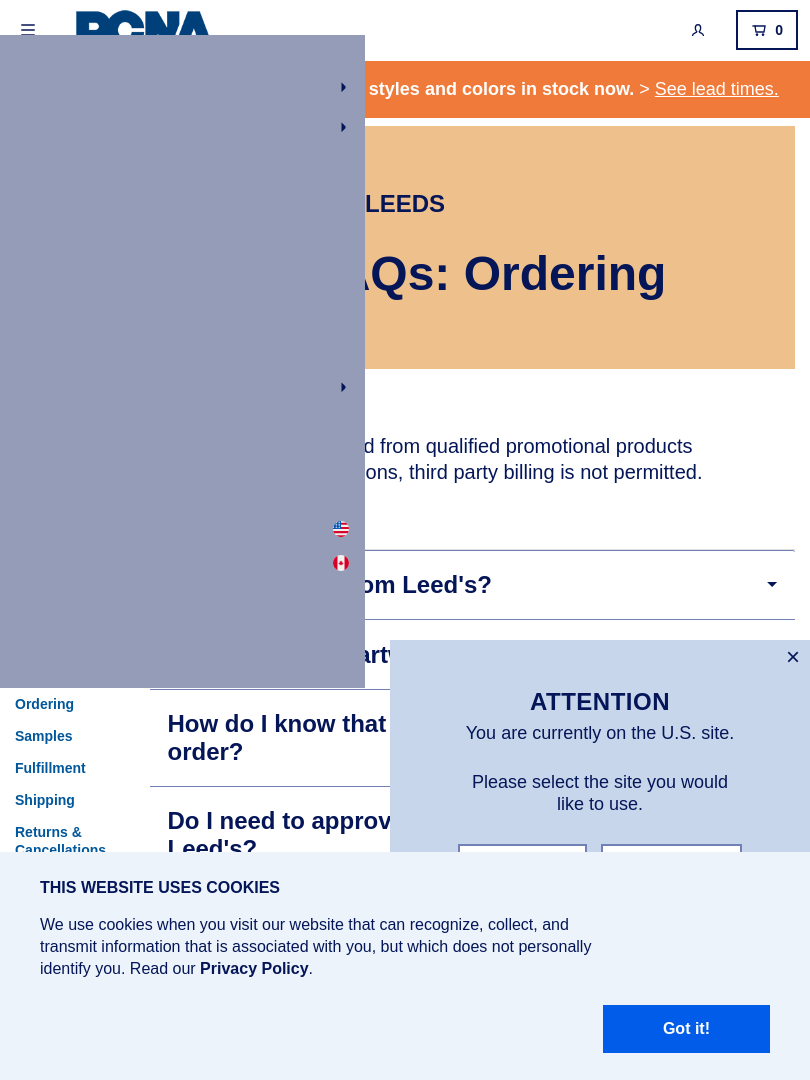 0
styles and colors in stock now. > See lead times.
LEEDS
AQs: Ordering
from qualified promotional products
third party billing is not permitted.
om Leed's?
Ordering
Samples
Fulfillment
Shipping
Returns &
Cancellations
How do I know that
order?
Do I need to approv
Leed's?
×
ATTENTION
You are currently on the U.S. site.
Please select the site you would
like to use.
THIS WEBSITE USES COOKIES
We use cookies when you visit our website that can recognize, collect, and
transmit information that is associated with you, but which does not personally
identify you. Read our Privacy Policy.
Got it!